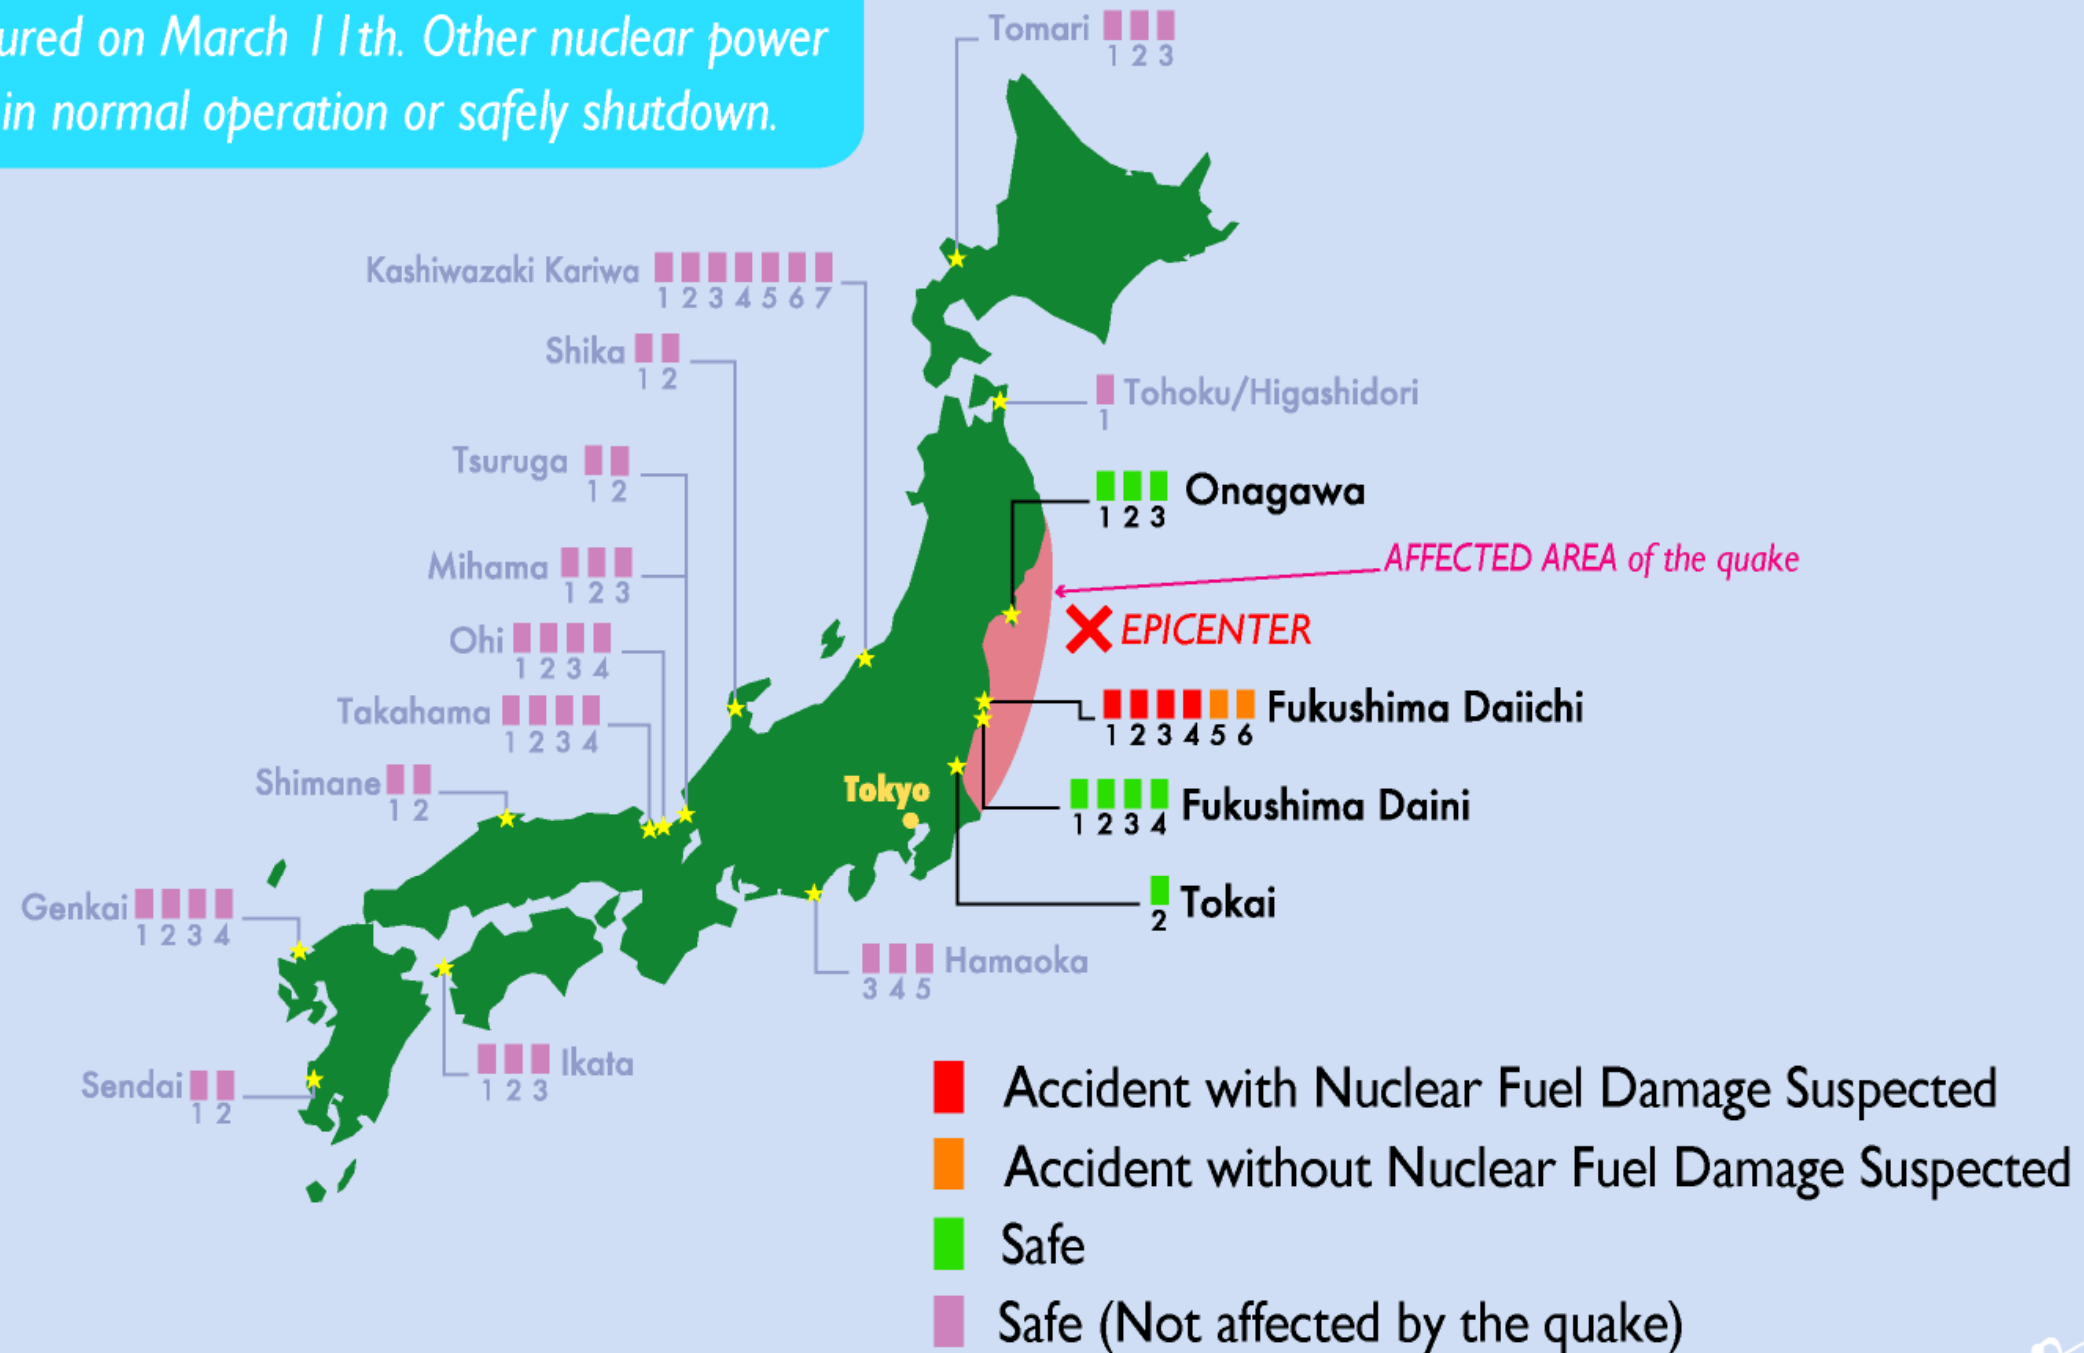 ured on March 11th. Other nuclear power
in normal operation or safely shutdown.
Tomari
1 2 3
Kashiwazaki Kariwa
1 2 3 4 5 6 7
Shika
1 2
Tohoku/Higashidori
1
Tsuruga
1 2
Onagawa
1 2 3
Mihama
1 2 3
AFFECTED AREA of the quake
EPICENTER
Ohi
1 2 3 4
Takahama
1 2 3 4
Fukushima Daiichi
1 2 3 4 5 6
Shimane
1 2
Tokyo
Fukushima Daini
1 2 3 4
Genkai
1 2 3 4
Tokai
2
Hamaoka
3 4 5
Ikata
1 2 3
Sendai
1 2
Accident with Nuclear Fuel Damage Suspected
Accident without Nuclear Fuel Damage Suspected
Safe
Safe (Not affected by the quake)